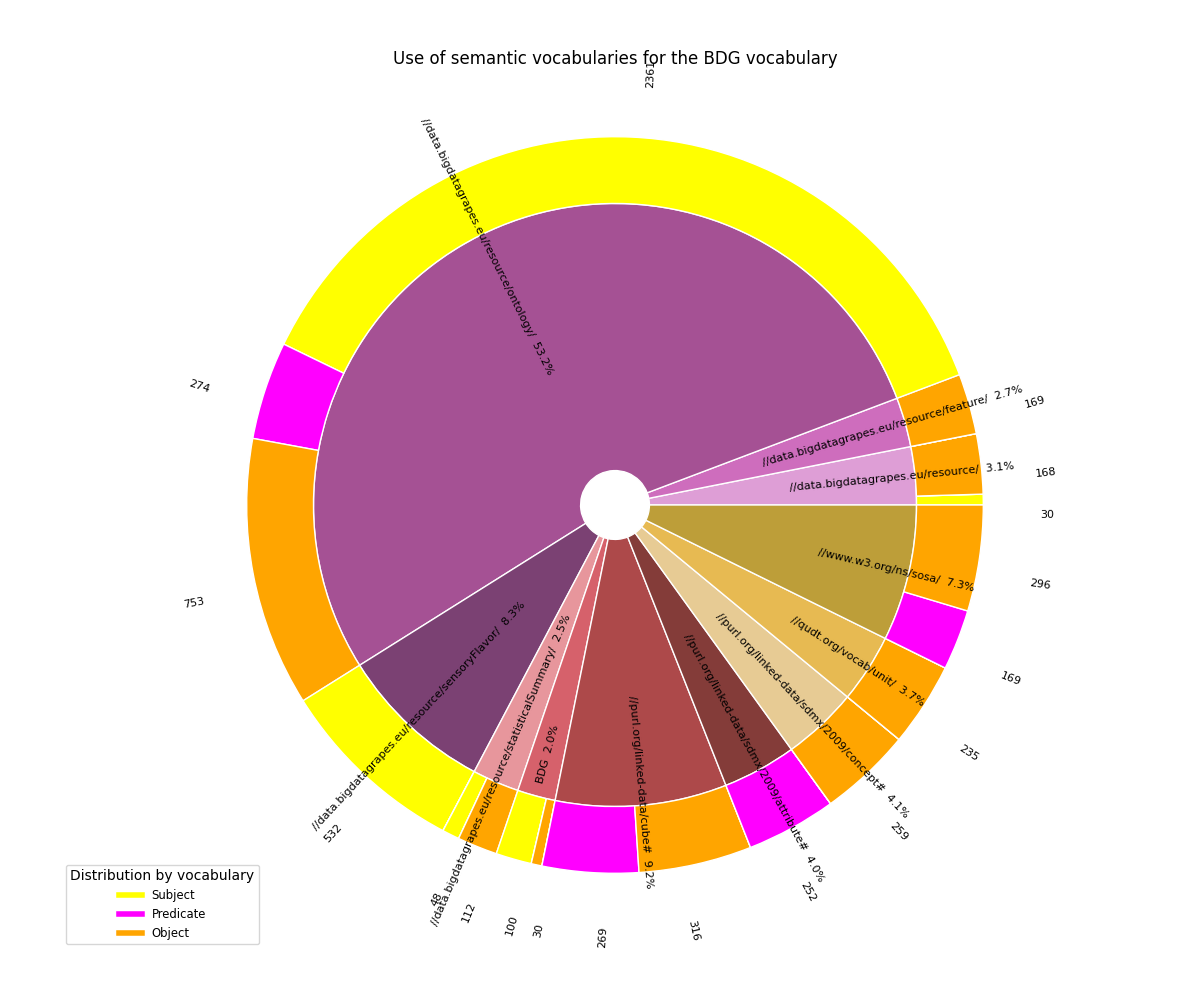 Use of semantic vocabularies for the BDG vocabulary
2361
//data.bigdatagrapes.eu/resource/ontology/ 53.2%
274
753
//data.bigdatagrapes.eu/resource/feature/ 2.7%
169
//data.bigdatagrapes.eu/resource/ 3.1%
168
30
//www.w3.org/ns/sosa/ 7.3%
296
169
//qudt.org/vocab/unit/ 3.7%
235
//purl.org/linked-data/sdmx/2009/concept# 4.1%
259
//purl.org/linked-data/sdmx/2009/attribute# 4.0%
252
//purl.org/linked-data/cube# 9.2%
316
269
BDG 2.0%
30
100
//data.bigdatagrapes.eu/resource/statisticalSummary/ 2.5%
112
48
//data.bigdatagrapes.eu/resource/sensoryFlavor/ 8.3%
532
Distribution by vocabulary
Subject
Predicate
Object